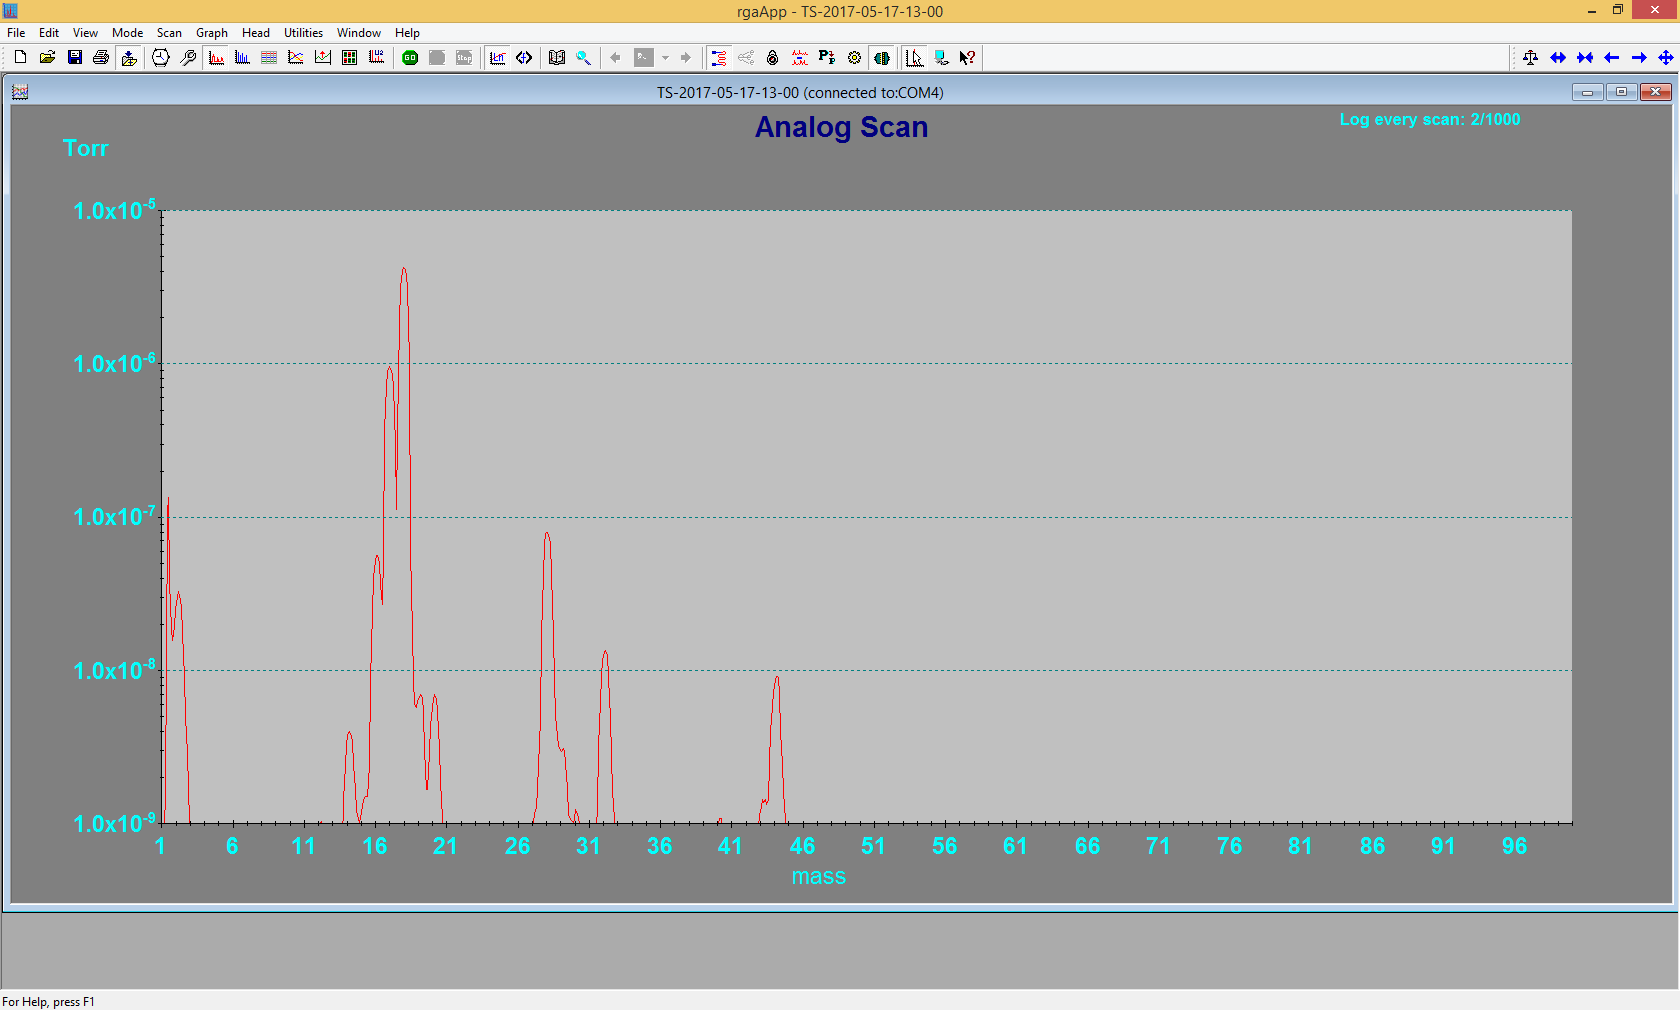 rgaApp - TS-2017-05-17-13-00
File Edit View Mode Scan Graph Head Utilities Window Help
GO Stop
TS-2017-05-17-13-00 (connected to:COM4)
Analog Scan
Log every scan: 2/1000
Torr
1.0x10⁻⁵
1.0x10⁻⁶
1.0x10⁻⁷
1.0x10⁻⁸
1.0x10⁻⁹
1 6 11 16 21 26 31 36 41 46 51 56 61 66 71 76 81 86 91 96
mass
For Help, press F1